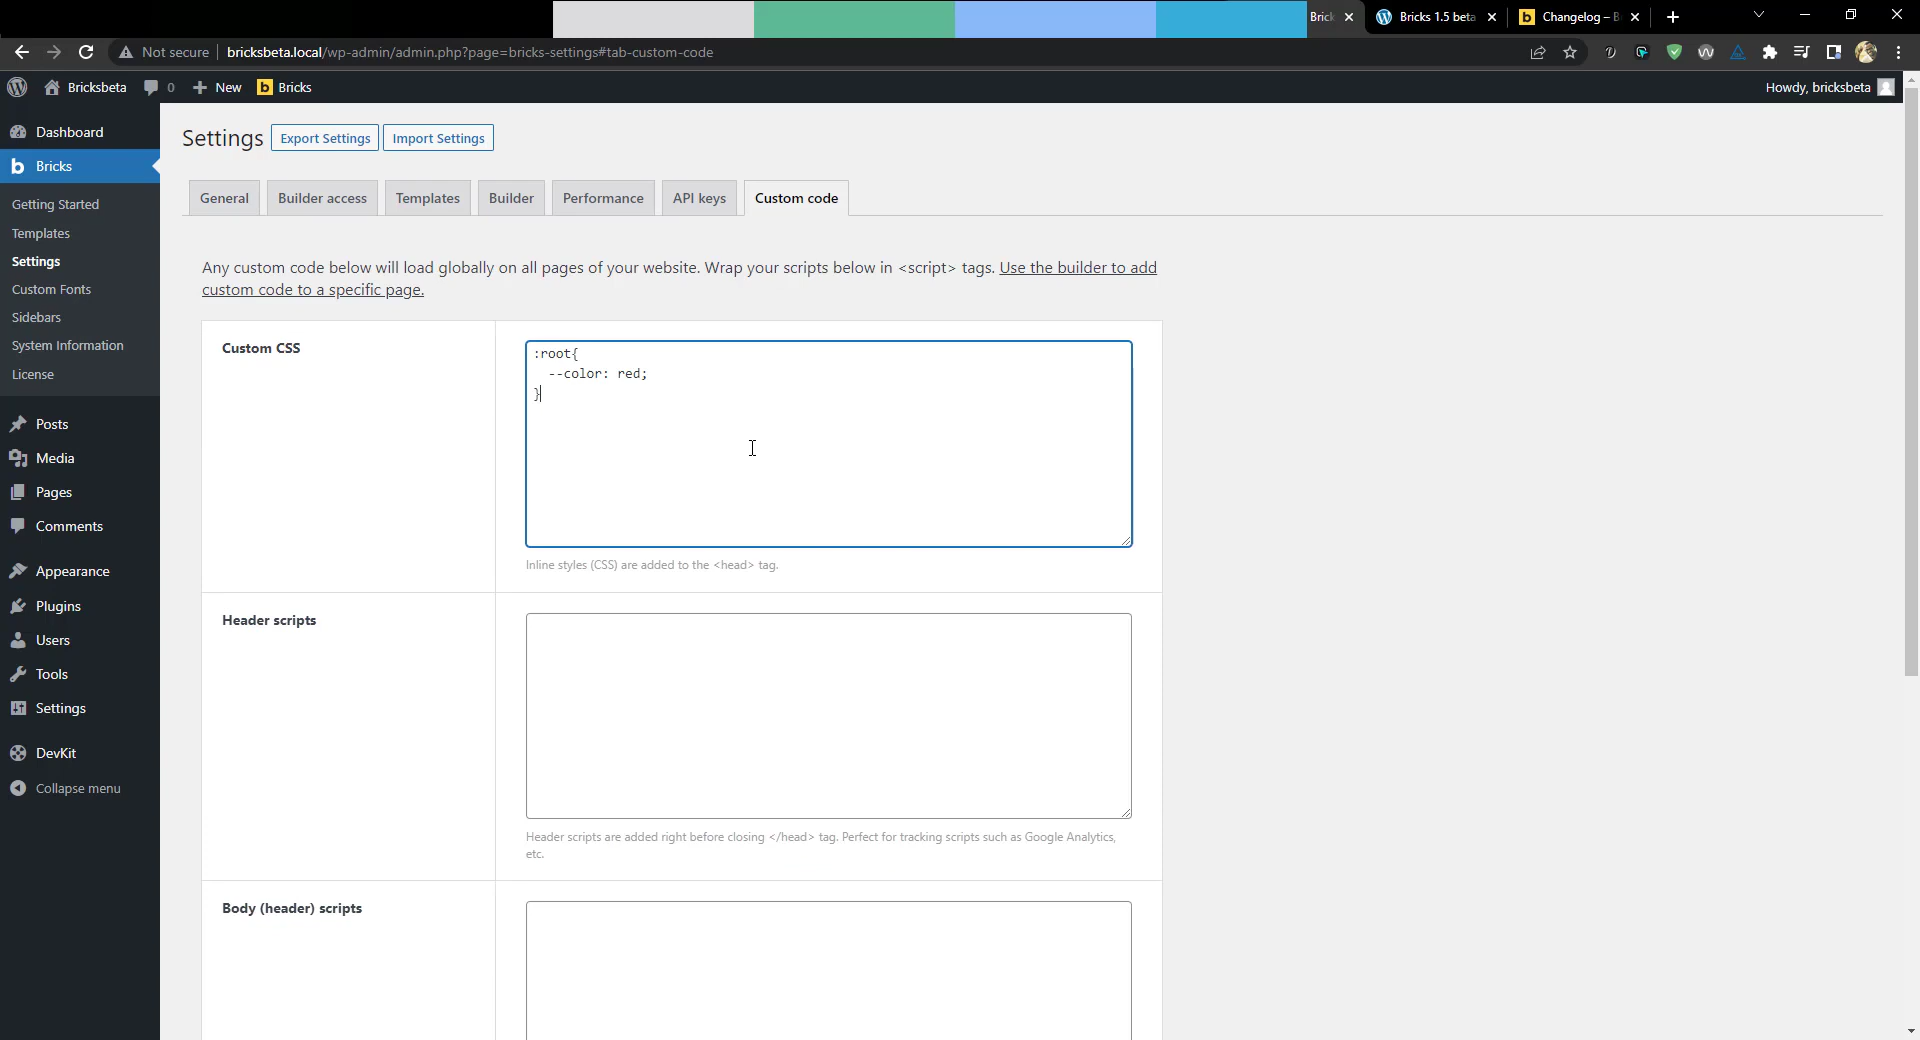 Brick
Bricks 1.5 beta
Changelog – B
Not secure
bricksbeta.local/wp-admin/admin.php?page=bricks-settings#tab-custom-code
Bricksbeta
0
New
b Bricks
Howdy, bricksbeta
Dashboard
b Bricks
Getting Started
Templates
Settings
Custom Fonts
Sidebars
System Information
License
Posts
Media
Pages
Comments
Appearance
Plugins
Users
Tools
Settings
DevKit
Collapse menu
Settings
Export Settings
Import Settings
General
Builder access
Templates
Builder
Performance
API keys
Custom code
Any custom code below will load globally on all pages of your website. Wrap your scripts below in <script> tags. Use the builder to add
custom code to a specific page.
Custom CSS
:root{
--color: red;
}
Inline styles (CSS) are added to the <head> tag.
Header scripts
Header scripts are added right before closing </head> tag. Perfect for tracking scripts such as Google Analytics,
etc.
Body (header) scripts